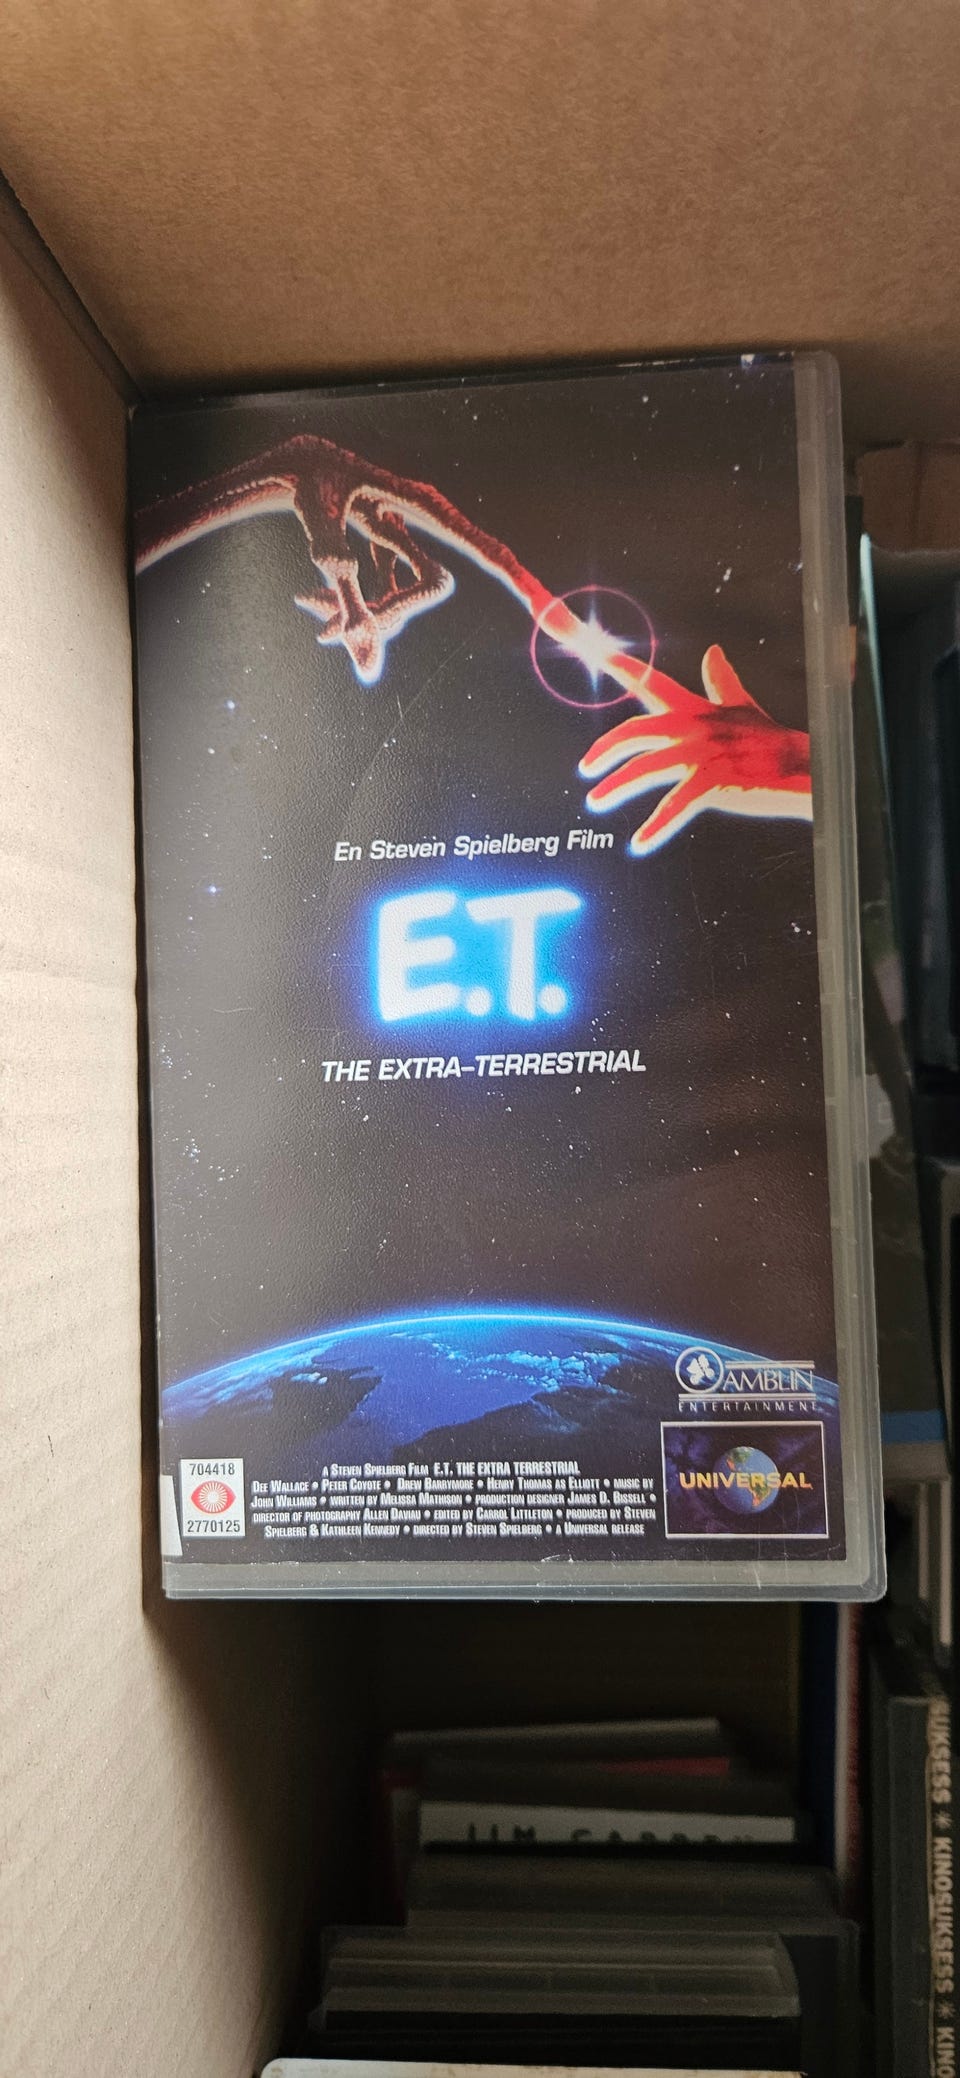 En Steven Spielberg Film
E.T.
THE EXTRA-TERRESTRIAL
AMBLIN
ENTERTAINMENT
UNIVERSAL
704418
2770125
A STEVEN SPIELBERG FILM E.T. THE EXTRA TERRESTRIAL
DEE WALLACE • PETER COYOTE • DREW BARRYMORE • HENRY THOMAS AS ELLIOTT • MUSIC BY
JOHN WILLIAMS • WRITTEN BY MELISSA MATHISON • PRODUCTION DESIGNER JAMES D. BISSELL •
DIRECTOR OF PHOTOGRAPHY ALLEN DAVIAU • EDITED BY CARROL LITTLETON • PRODUCED BY STEVEN
SPIELBERG & KATHLEEN KENNEDY • DIRECTED BY STEVEN SPIELBERG • A UNIVERSAL RELEASE
SUKSESS * KINOSUKSESS * KINO